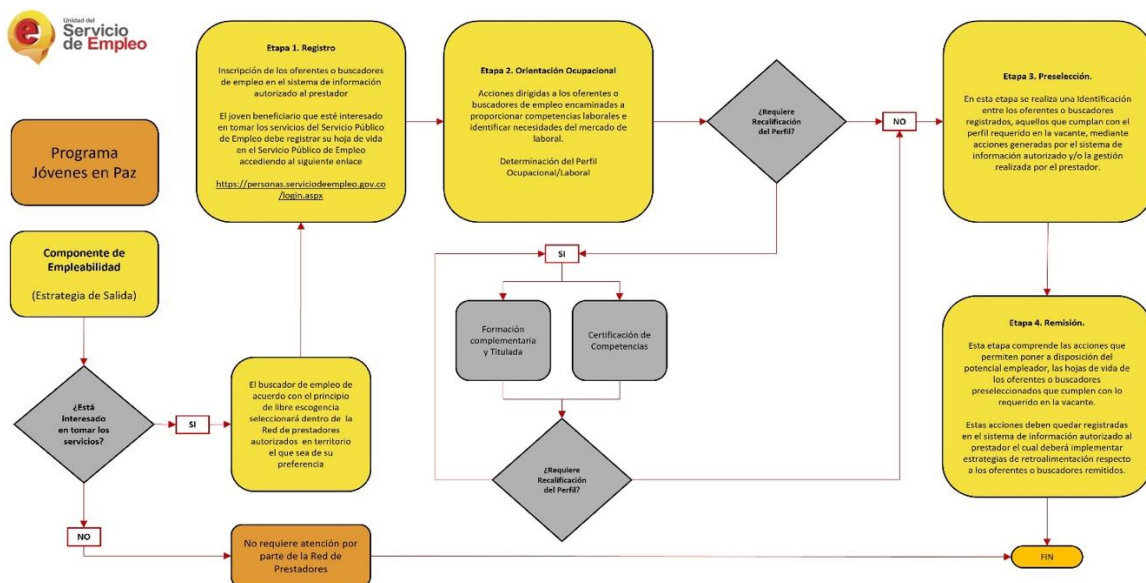 Unidad del
Servicio
de Empleo
Programa
Jóvenes en Paz
Componente de
Empleabilidad
(Estrategia de Salida)
¿Está
interesado
en tomar los
servicios?
SI
NO
No requiere atención por
parte de la Red de
Prestadores
El buscador de empleo de
acuerdo con el principio
de libre escogencia
seleccionará dentro de la
Red de prestadores
autorizados en territorio
el que sea de su
preferencia
Etapa 1. Registro
Inscripción de los oferentes o buscadores
de empleo en el sistema de información
autorizado al prestador
El joven beneficiario que esté interesado
en tomar los servicios del Servicio Público
de Empleo debe registrar su hoja de vida
en el Servicio Público de Empleo
accediendo al siguiente enlace
https://personas.serviciodeempleo.gov.co
/login.aspx
Etapa 2. Orientación Ocupacional
Acciones dirigidas a los oferentes o
buscadores de empleo encaminadas a
proporcionar competencias laborales e
identificar necesidades del mercado de
laboral.
Determinación del Perfil
Ocupacional/Laboral
¿Requiere
Recalificación
del Perfil?
NO
SI
Formación
complementaria
y Titulada
Certificación de
Competencias
¿Requiere
Recalificación
del Perfil?
Etapa 3. Preselección.
En esta etapa se realiza una Identificación
entre los oferentes o buscadores
registrados, aquellos que cumplan con el
perfil requerido en la vacante, mediante
acciones generadas por el sistema de
información autorizado y/o la gestión
realizada por el prestador.
Etapa 4. Remisión.
Esta etapa comprende las acciones que
permiten poner a disposición del
potencial empleador, las hojas de vida de
los oferentes o buscadores
preseleccionados que cumplen con lo
requerido en la vacante.
Estas acciones deben quedar registradas
en el sistema de información autorizado al
prestador el cual deberá implementar
estrategias de retroalimentación respecto
a los oferentes o buscadores remitidos.
FIN